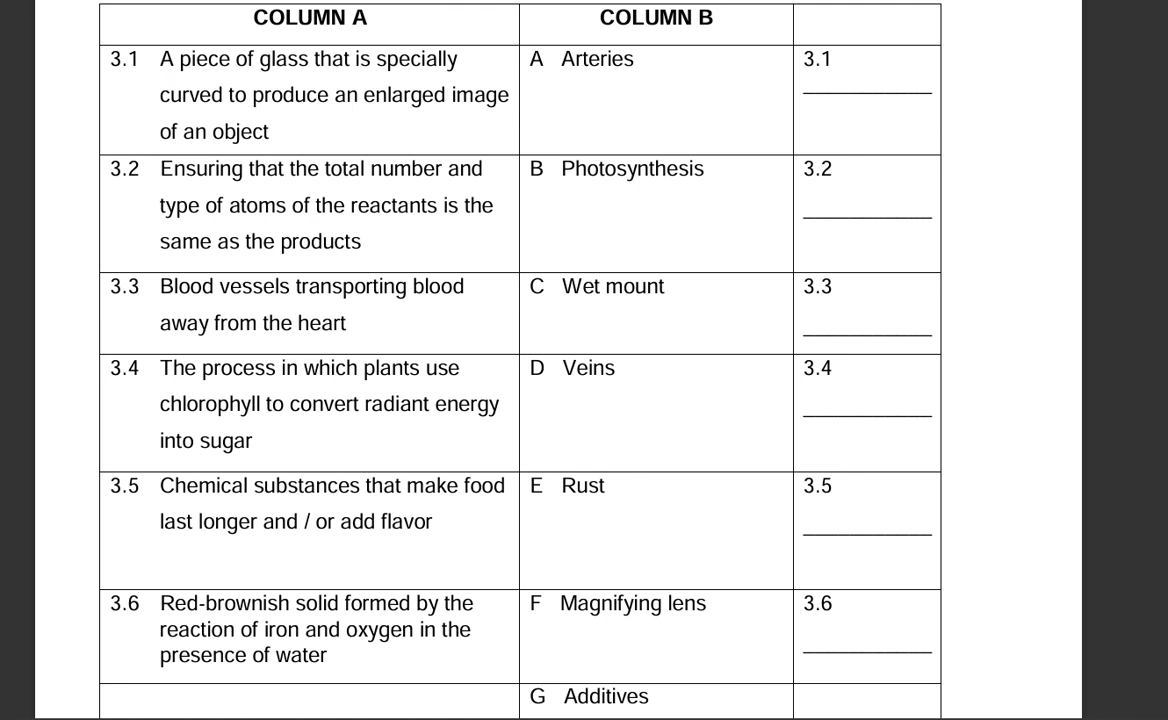 COLUMN A COLUMN B
3.1 A piece of glass that is specially A Arteries 3.1
curved to produce an enlarged image
of an object
3.2 Ensuring that the total number and B Photosynthesis 3.2
type of atoms of the reactants is the
same as the products
3.3 Blood vessels transporting blood C Wet mount 3.3
away from the heart
3.4 The process in which plants use D Veins 3.4
chlorophyll to convert radiant energy
into sugar
3.5 Chemical substances that make food E Rust 3.5
last longer and / or add flavor
3.6 Red-brownish solid formed by the F Magnifying lens 3.6
reaction of iron and oxygen in the
presence of water
G Additives